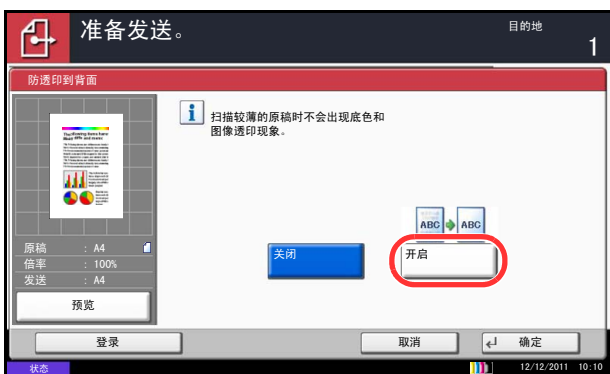 准备发送。
目的地
1
防透印到背面
扫描较薄的原稿时不会出现底色和
图像透印现象。
ABC ABC
关闭
开启
原稿 : A4
倍率 : 100%
发送 : A4
预览
登录
取消
确定
状态
12/12/2011 10:10